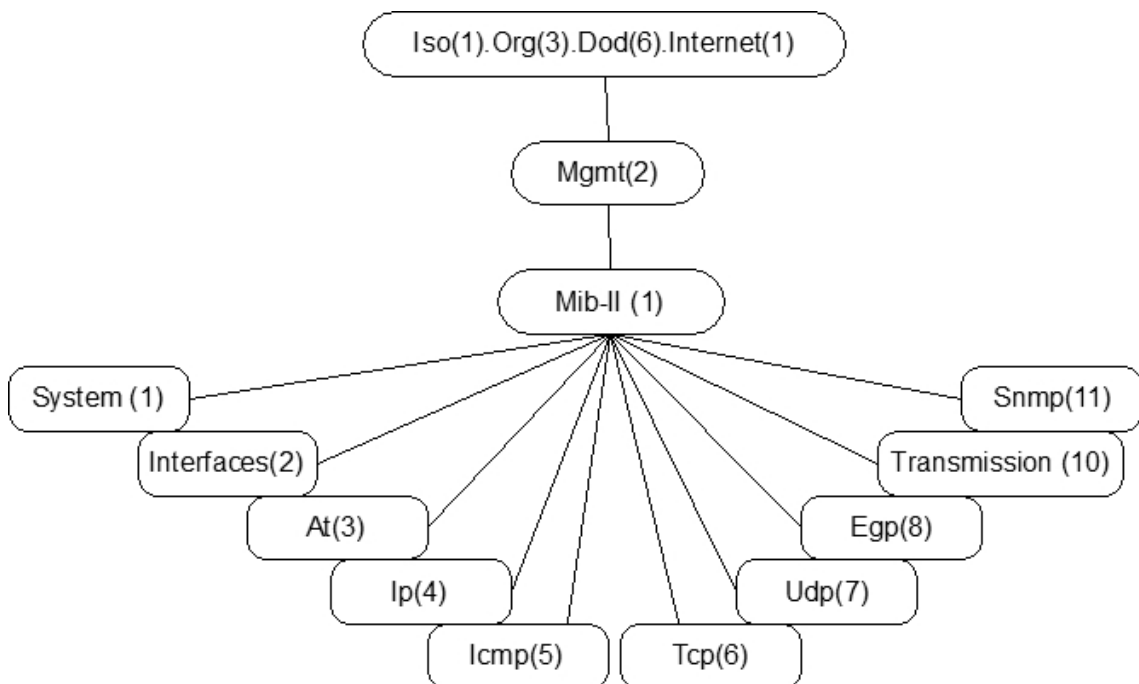 Iso(1).Org(3).Dod(6).Internet(1)
Mgmt(2)
Mib-II (1)
System (1)
Snmp(11)
Interfaces(2)
Transmission (10)
At(3)
Egp(8)
Ip(4)
Udp(7)
Icmp(5)
Tcp(6)